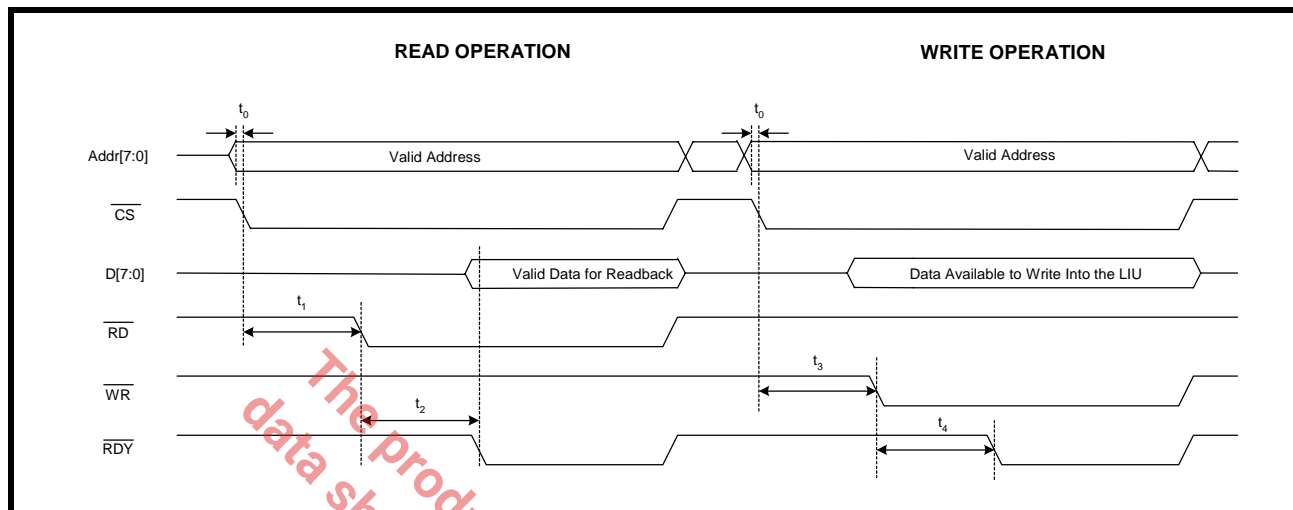 READ OPERATION WRITE OPERATION
t0 t0
Addr[7:0] Valid Address Valid Address
CS
D[7:0] Valid Data for Readback Data Available to Write Into the LIU
t1
RD
t3
WR
t2
t4
RDY
The produ
data sh